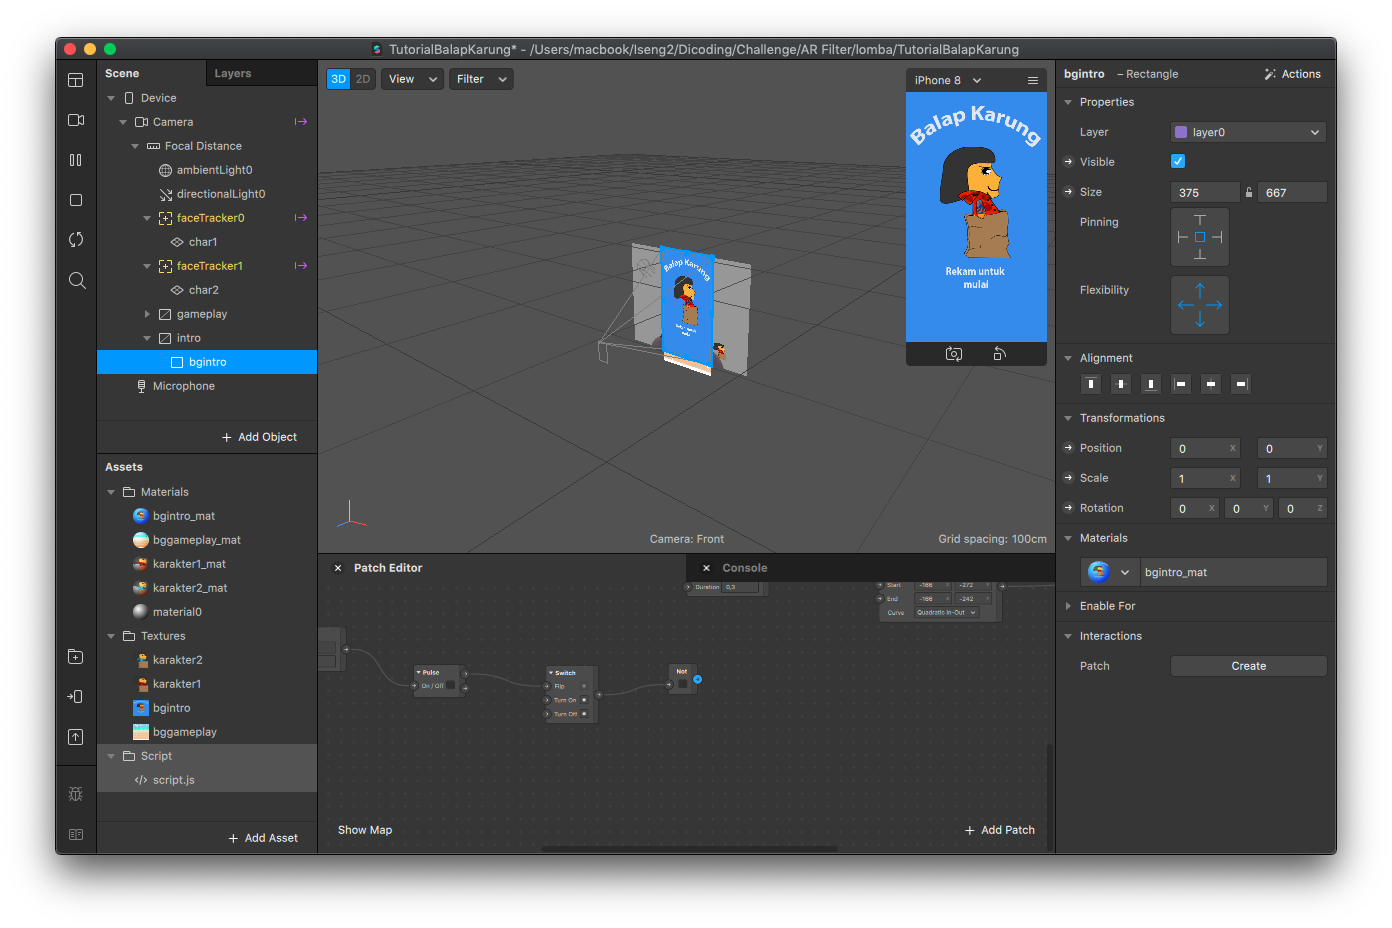 TutorialBalapKarung* - /Users/macbook/Iseng2/Dicoding/Challenge/AR Filter/lomba/TutorialBalapKarung
Scene
Layers
Device
Camera
Focal Distance
ambientLight0
directionalLight0
faceTracker0
char1
faceTracker1
char2
gameplay
intro
bgintro
Microphone
+ Add Object
Assets
Materials
bgintro_mat
bggameplay_mat
karakter1_mat
karakter2_mat
material0
Textures
karakter2
karakter1
bgintro
bggameplay
Script
</> script.js
+ Add Asset
3D 2D
View
Filter
Balap Karung
iPhone 8
Balap Karung
Rekam untuk
mulai
Camera: Front
Grid spacing: 100cm
Patch Editor
Console
Duration 0,3
Start -166 -272
End -166 -242
Curve Quadratic In-Out
Pulse
On / Off
Switch
Flip
Turn On
Turn Off
Not
Show Map
+ Add Patch
bgintro – Rectangle
Actions
Properties
Layer layer0
Visible
Size 375 667
Pinning
Flexibility
Alignment
Transformations
Position 0 X 0 Y
Scale 1 X 1 Y
Rotation 0 X 0 Y 0 Z
Materials
bgintro_mat
Enable For
Interactions
Patch Create